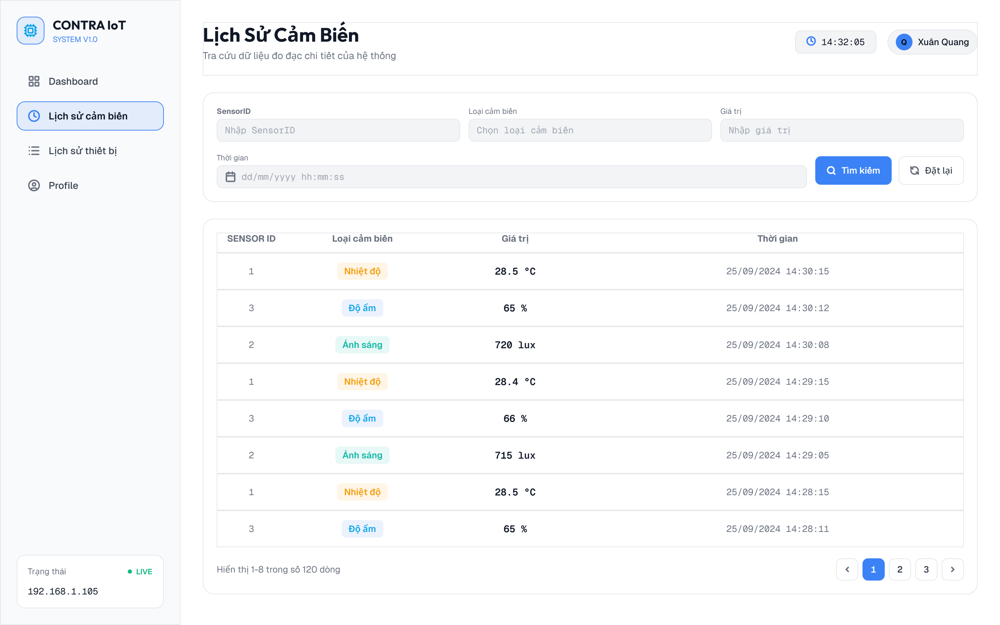 CONTRA IoT
SYSTEM V1.0
Dashboard
Lịch sử cảm biến
Lịch sử thiết bị
Profile
Trạng thái LIVE
192.168.1.105
Lịch Sử Cảm Biến
Tra cứu dữ liệu đo đạc chi tiết của hệ thống
14:32:05
Q Xuân Quang
SensorID Loại cảm biến Giá trị
Nhập SensorID Chọn loại cảm biến Nhập giá trị
Thời gian
dd/mm/yyyy hh:mm:ss
Tìm kiếm
Đặt lại
SENSOR ID Loại cảm biến Giá trị Thời gian
1 Nhiệt độ 28.5 °C 25/09/2024 14:30:15
3 Độ ẩm 65 % 25/09/2024 14:30:12
2 Ánh sáng 720 lux 25/09/2024 14:30:08
1 Nhiệt độ 28.4 °C 25/09/2024 14:29:15
3 Độ ẩm 66 % 25/09/2024 14:29:10
2 Ánh sáng 715 lux 25/09/2024 14:29:05
1 Nhiệt độ 28.5 °C 25/09/2024 14:28:15
3 Độ ẩm 65 % 25/09/2024 14:28:11
Hiển thị 1-8 trong số 120 dòng
1 2 3